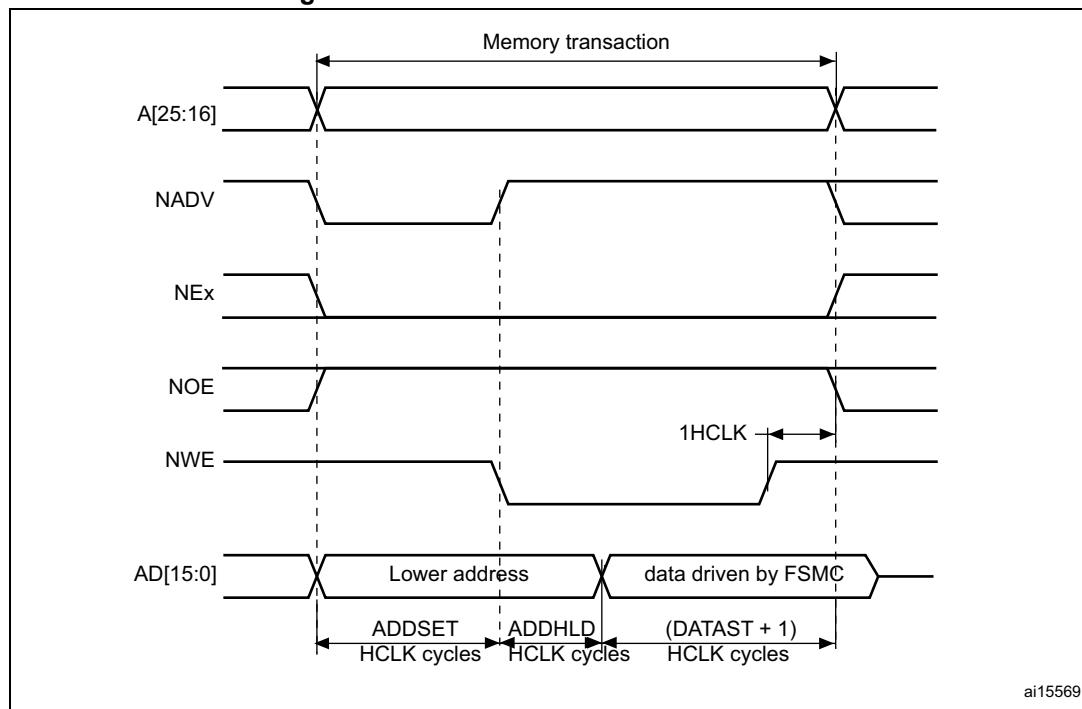 Memory transaction
A[25:16]
NADV
NEx
NOE
1HCLK
NWE
AD[15:0]
Lower address
data driven by FSMC
ADDSET
HCLK cycles
ADDHLD
HCLK cycles
(DATAST + 1)
HCLK cycles
ai15569